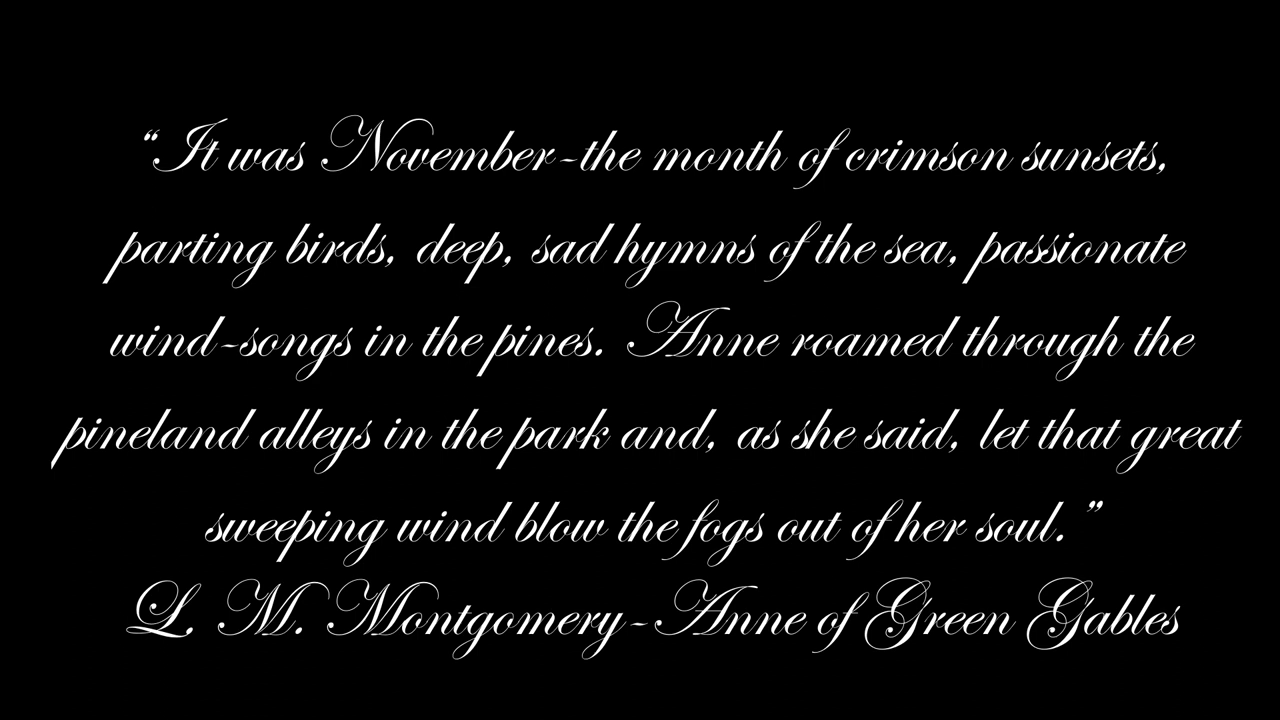 “It was November-the month of crimson sunsets,
parting birds, deep, sad hymns of the sea, passionate
wind-songs in the pines. Anne roamed through the
pineland alleys in the park and, as she said, let that great
sweeping wind blow the fogs out of her soul.”
L. M. Montgomery-Anne of Green Gables